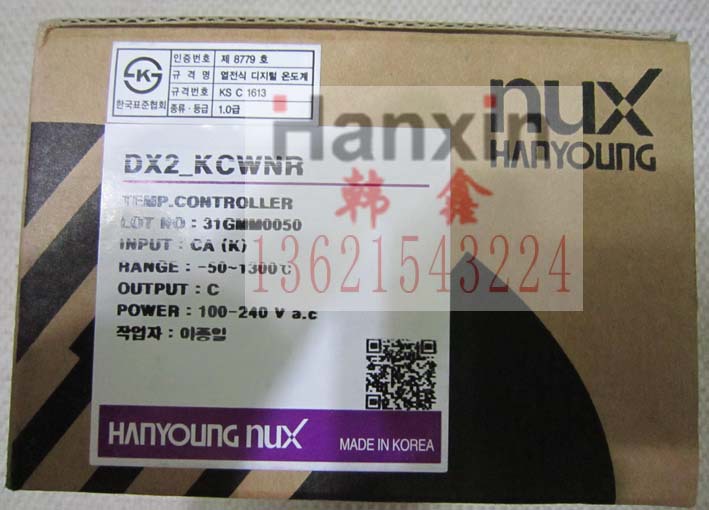 인증번호 제 8779 호
규격명 열전식 디지털 온도계
규격번호 KS C 1613
종류·등급 1.0급
K S
한국표준협회
nux
HANYOUNG
Hanxin
韩鑫
13621543224
DX2_KCWNR
TEMP.CONTROLLER
LOT NO : 31GMM0050
INPUT : CA (K)
RANGE : -50~1300℃
OUTPUT : C
POWER : 100-240 V a.c
작업자 : 이종일
HANYOUNG nux
MADE IN KOREA